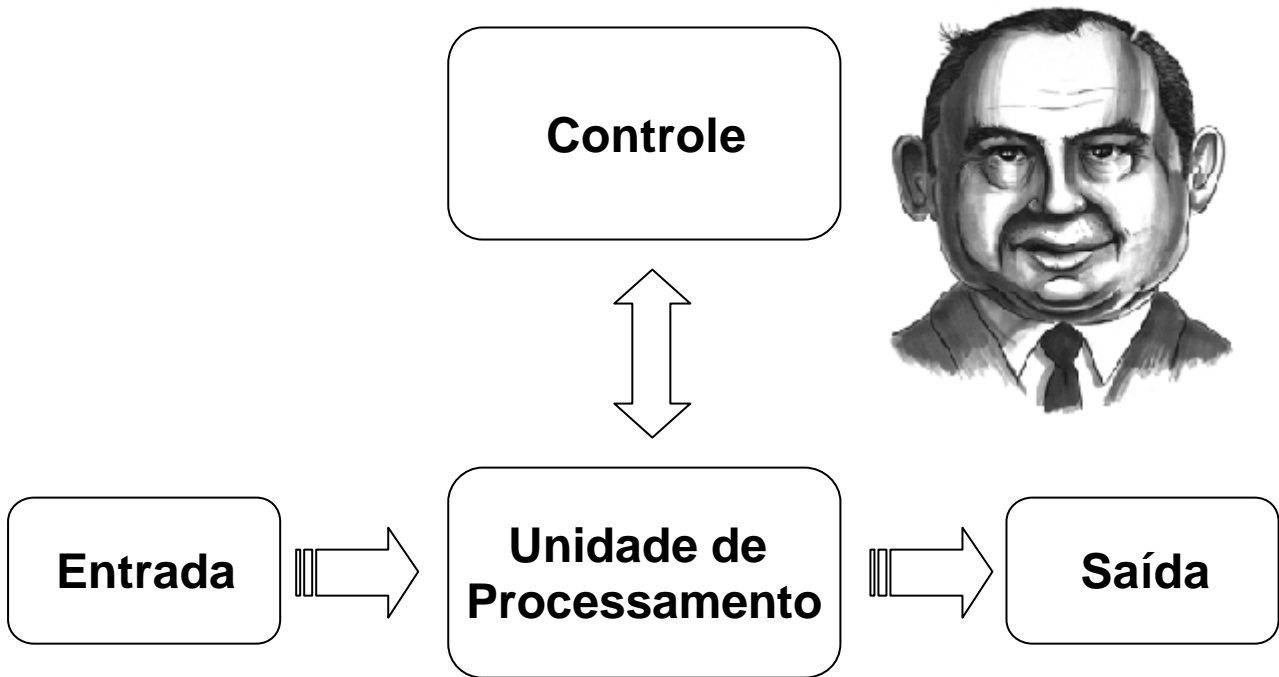 Controle
Entrada
Unidade de
Processamento
Saída